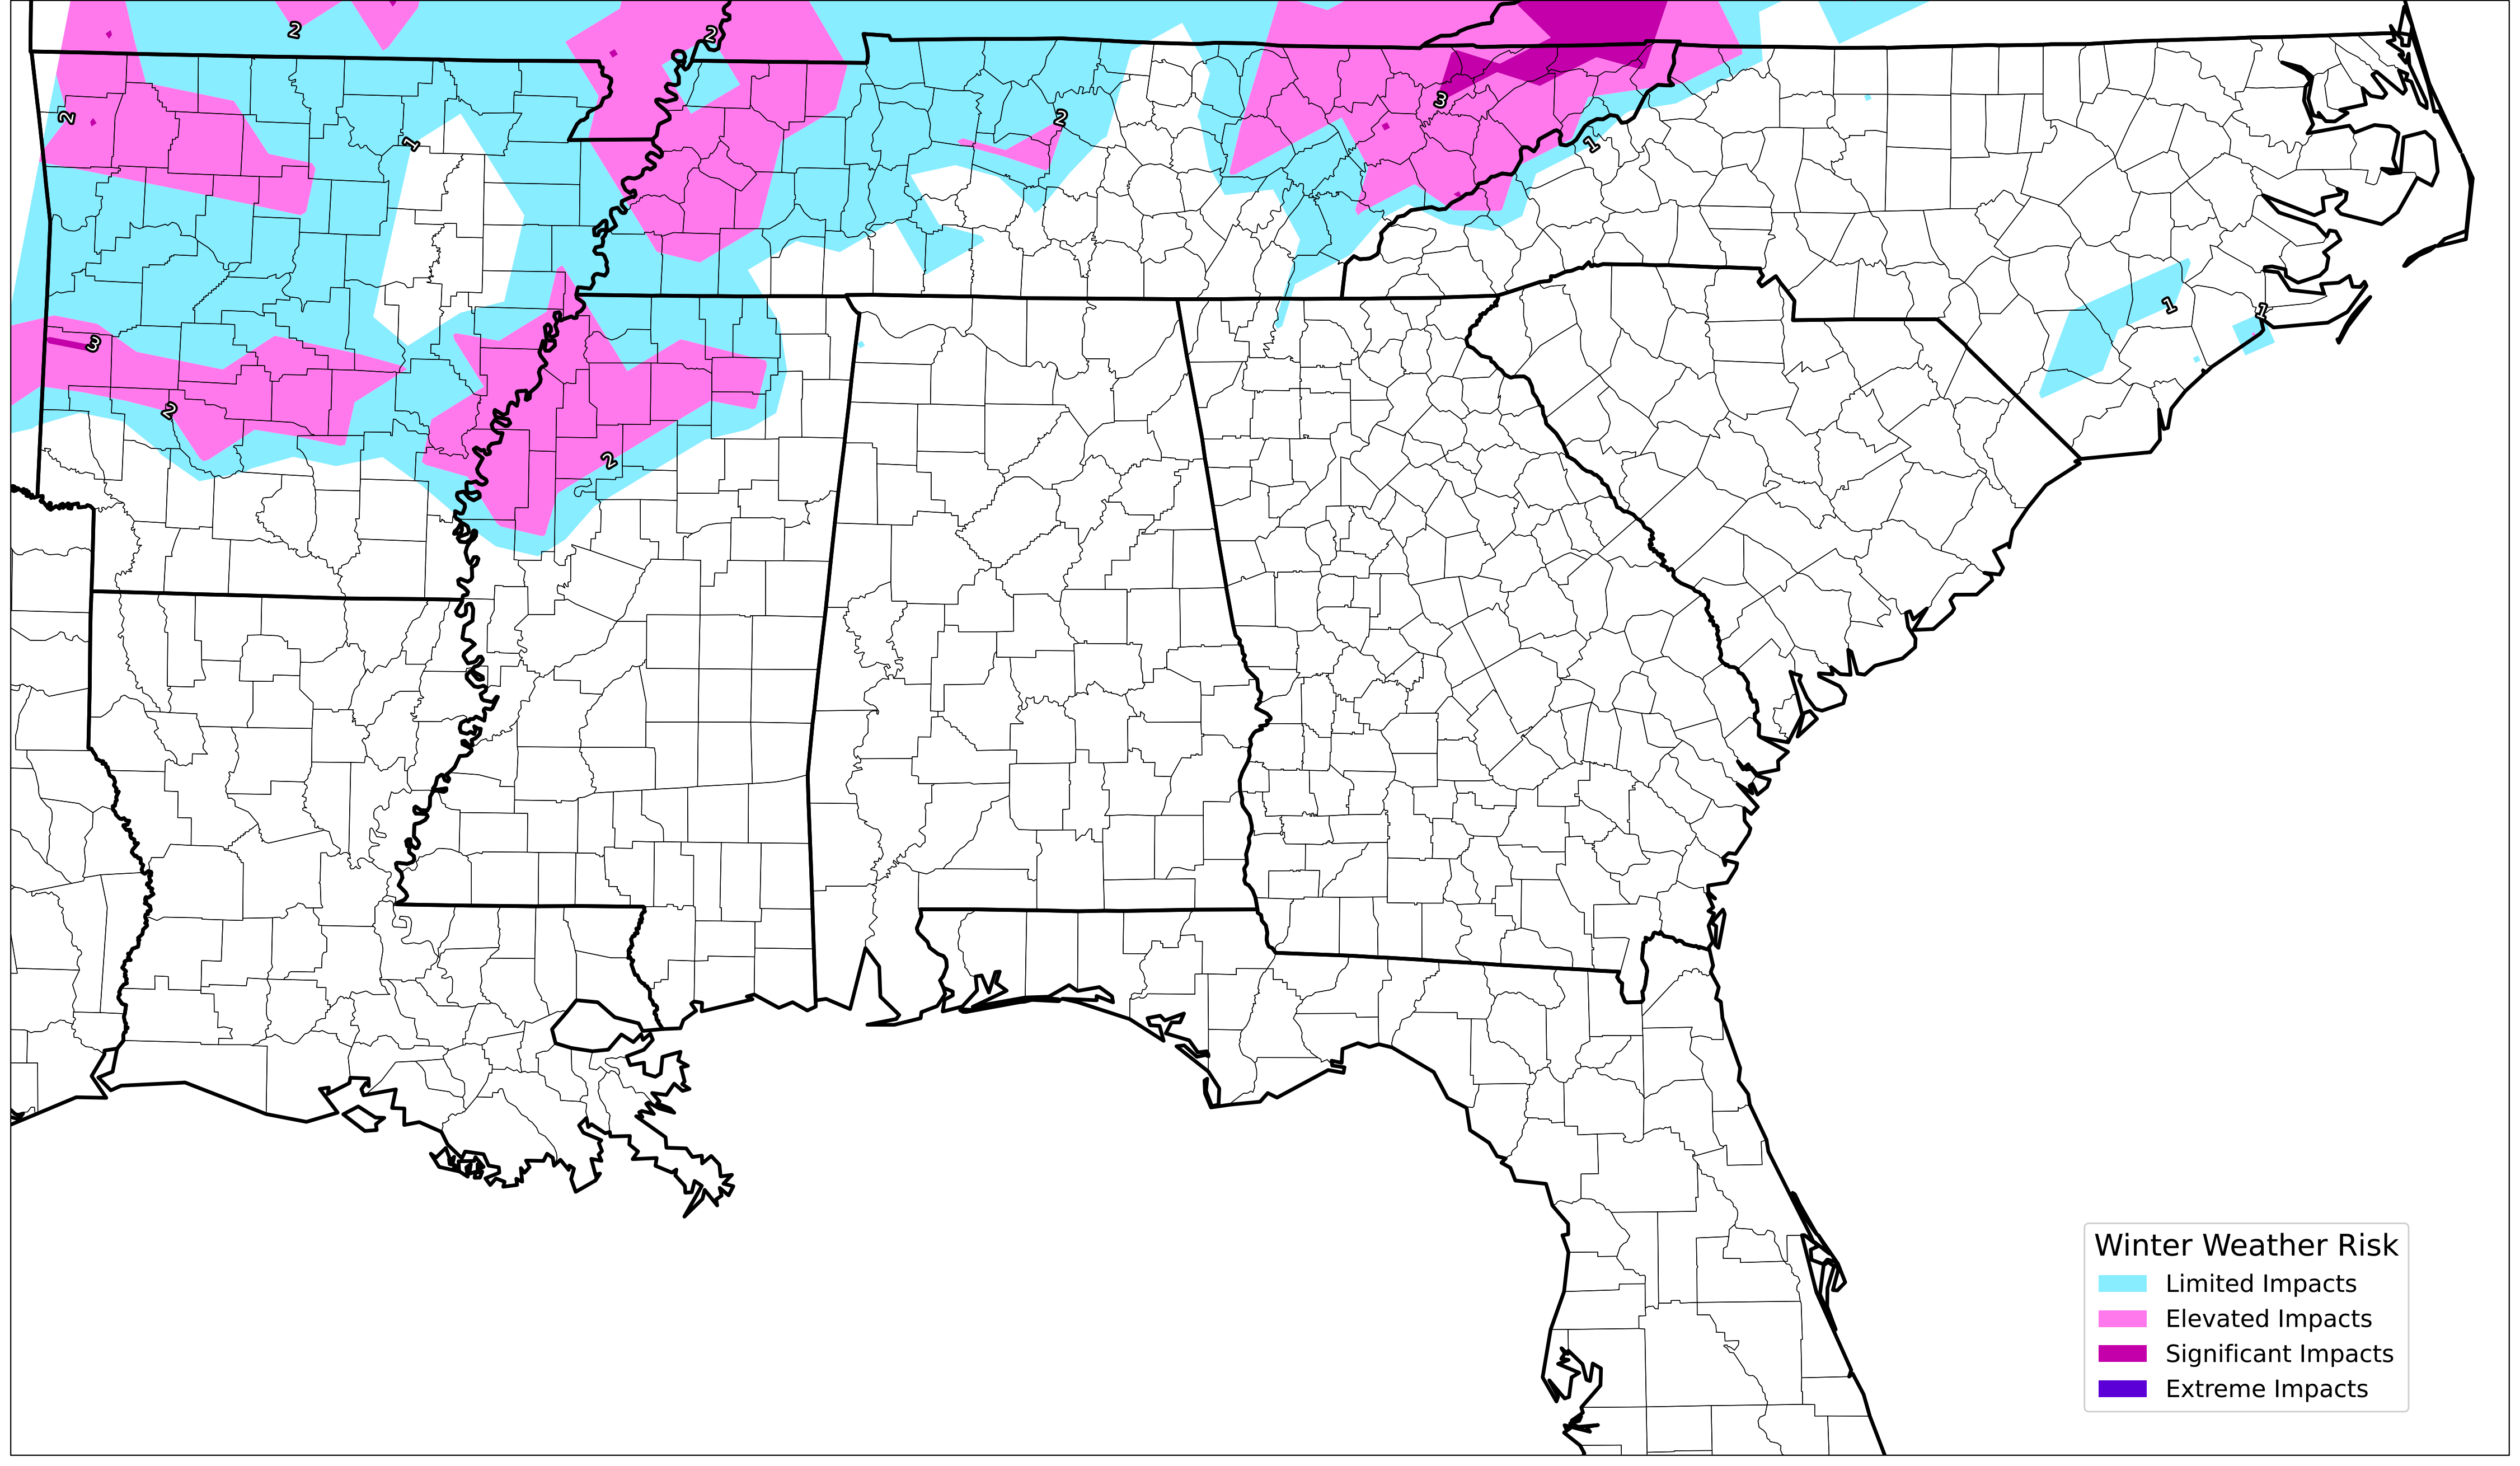 2
2
2
3
2
1
1
1
1
3
2
2
Winter Weather Risk
Limited Impacts
Elevated Impacts
Significant Impacts
Extreme Impacts